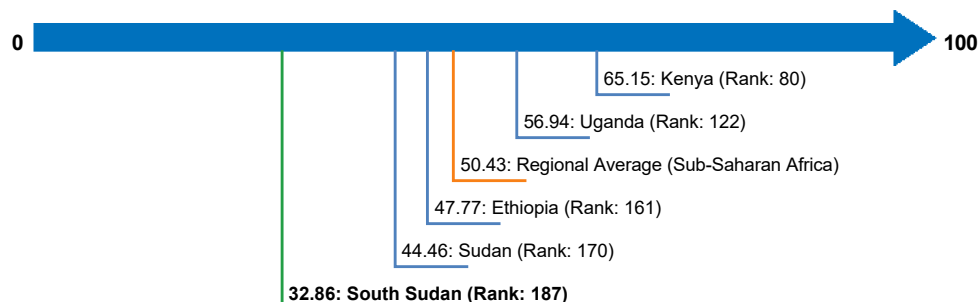 0
100
65.15: Kenya (Rank: 80)
56.94: Uganda (Rank: 122)
50.43: Regional Average (Sub-Saharan Africa)
47.77: Ethiopia (Rank: 161)
44.46: Sudan (Rank: 170)
32.86: South Sudan (Rank: 187)